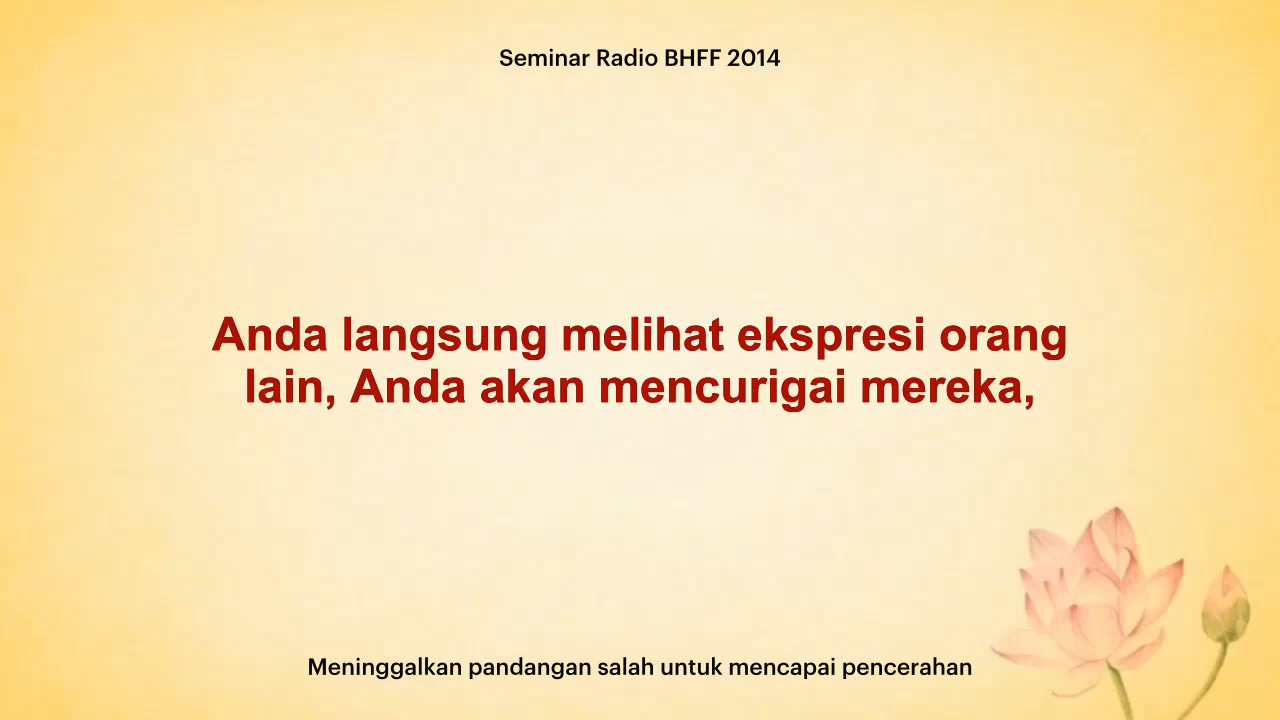 Seminar Radio BHFF 2014
Anda langsung melihat ekspresi orang
lain, Anda akan mencurigai mereka,
Meninggalkan pandangan salah untuk mencapai pencerahan